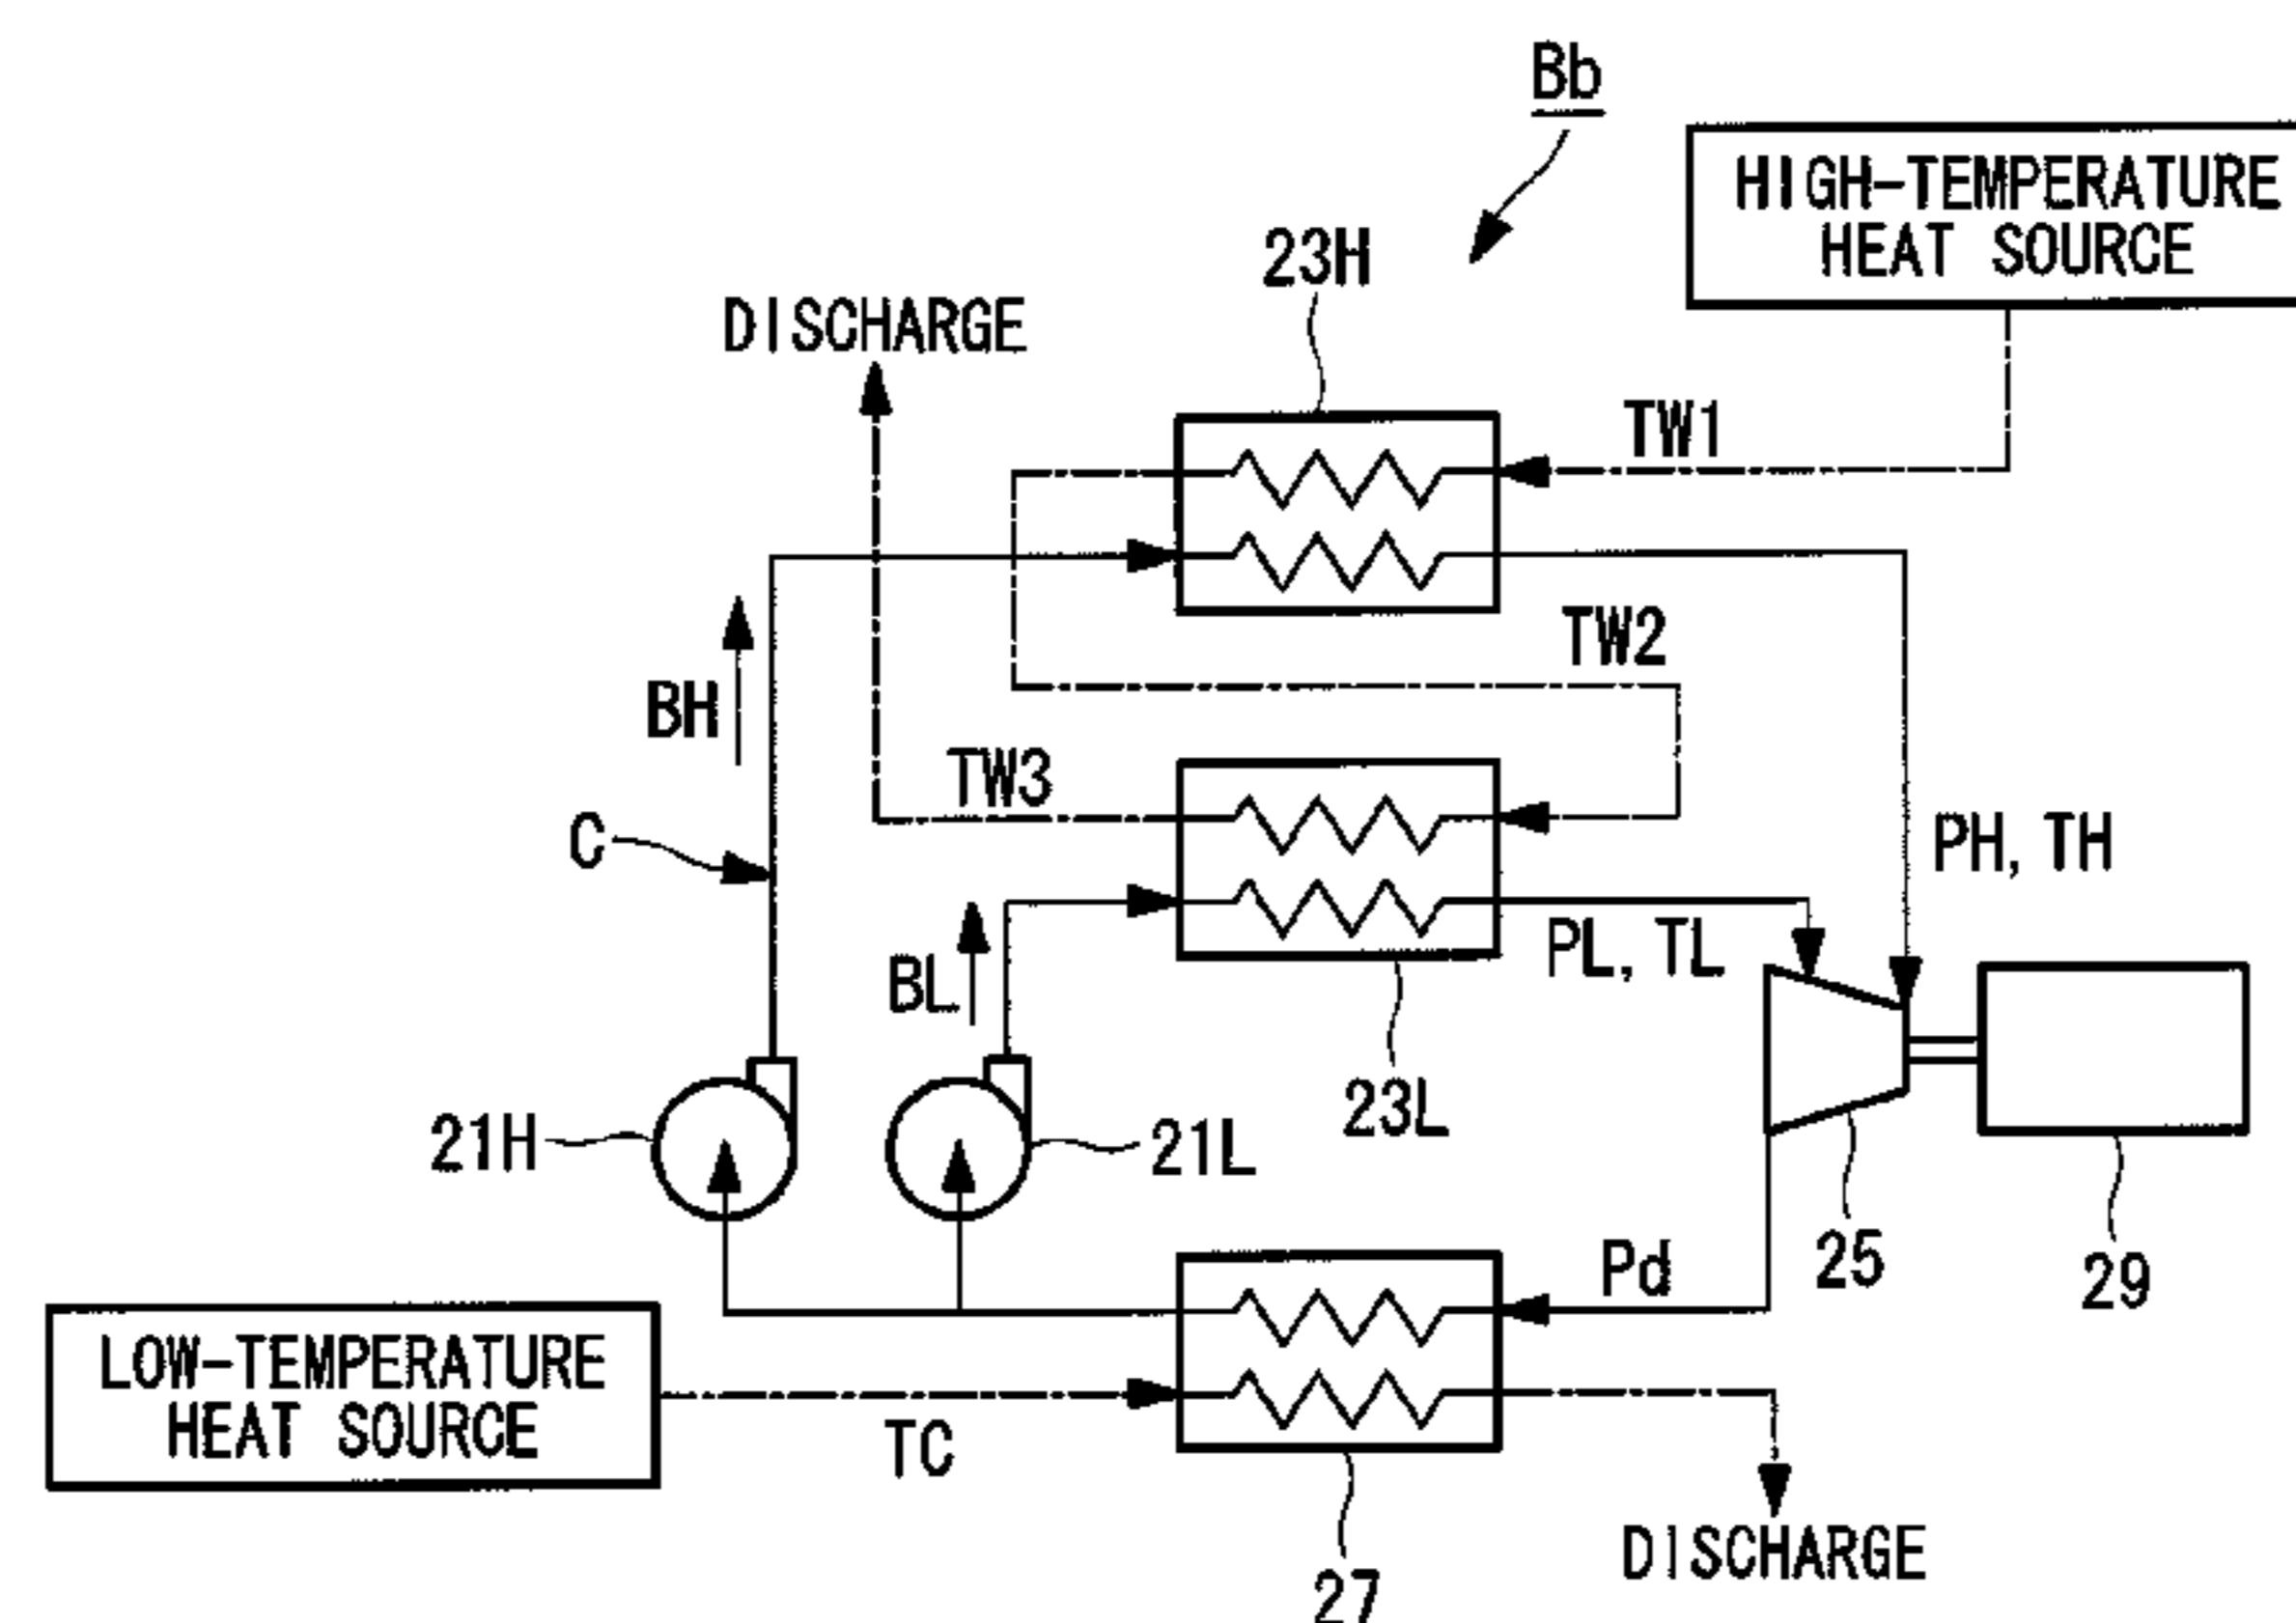 Bb
HIGH-TEMPERATURE
HEAT SOURCE
23H
DISCHARGE
TW1
TW2
BH
TW3
C
PH, TH
BL
PL, TL
21H
21L
23L
25
29
Pd
LOW-TEMPERATURE
HEAT SOURCE
TC
DISCHARGE
27